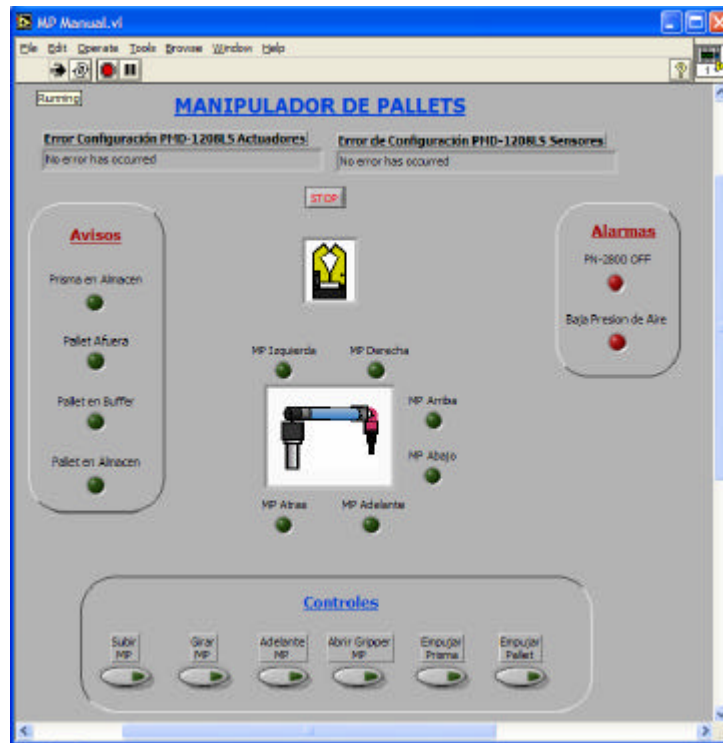 MP Manual.vi
File Edit Operate Tools Browse Window Help
1
Running
MANIPULADOR DE PALLETS
Error Configuración PMD-1208LS Actuadores
Error de Configuración PMD-1208LS Sensores
No error has occurred
No error has occurred
STOP
Avisos
Prisma en Almacen
Pallet Afuera
Pallet en Buffer
Pallet en Almacen
MP Izquierda
MP Derecha
MP Arriba
MP Abajo
MP Atras
MP Adelante
Alarmas
PN-2800 OFF
Baja Presion de Aire
Controles
Subir
MP
Girar
MP
Adelante
MP
Abrir Gripper
MP
Empujar
Prisma
Empujar
Pallet